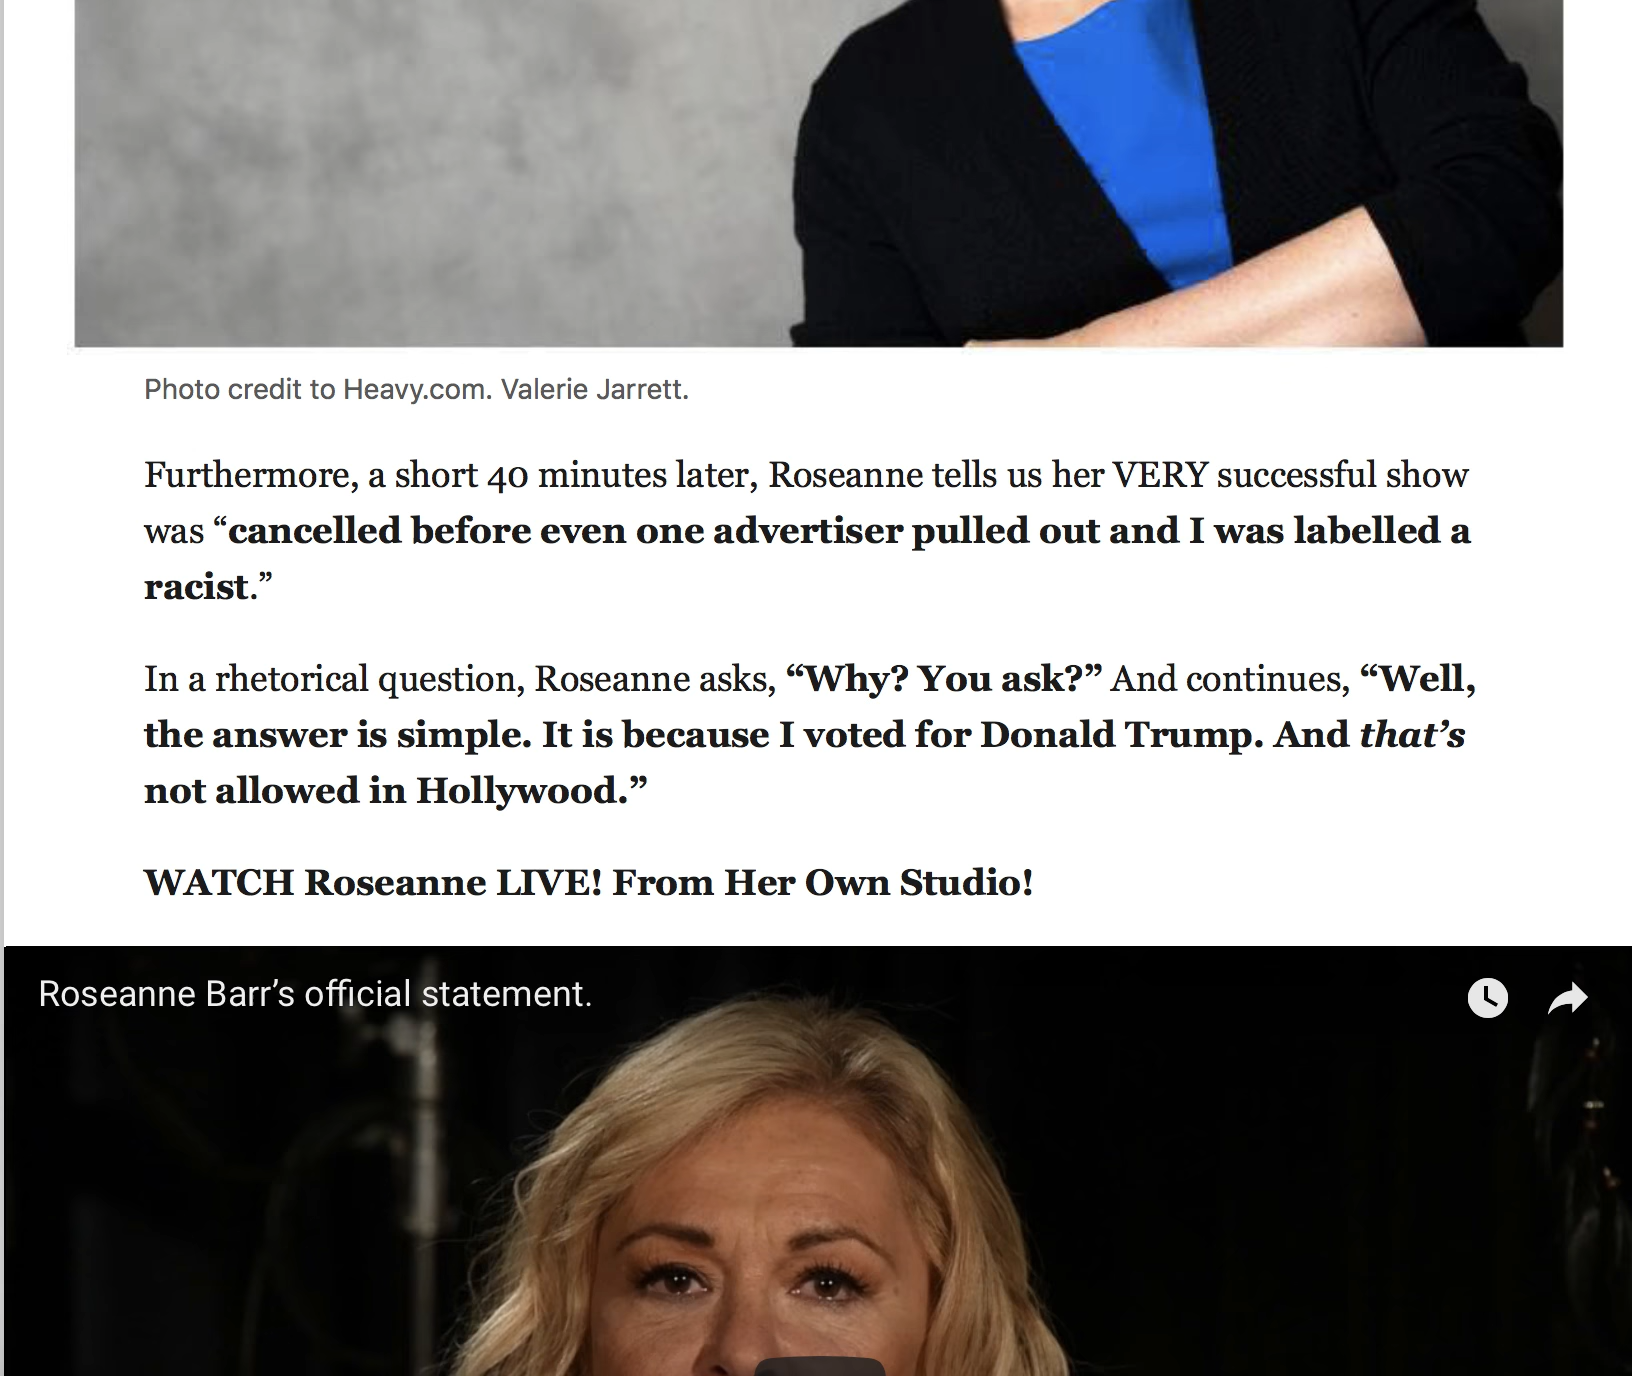 Photo credit to Heavy.com. Valerie Jarrett.
Furthermore, a short 40 minutes later, Roseanne tells us her VERY successful show
was “cancelled before even one advertiser pulled out and I was labelled a
racist.”
In a rhetorical question, Roseanne asks, “Why? You ask?” And continues, “Well,
the answer is simple. It is because I voted for Donald Trump. And that’s
not allowed in Hollywood.”
WATCH Roseanne LIVE! From Her Own Studio!
Roseanne Barr’s official statement.